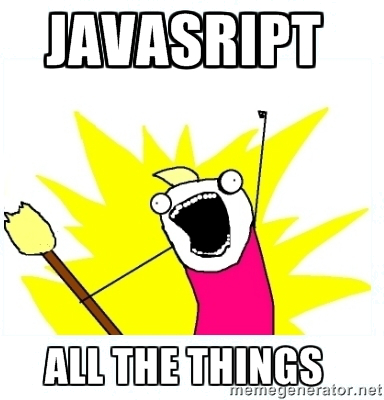 JAVASRIPT
ALL THE THINGS
memegenerator.net